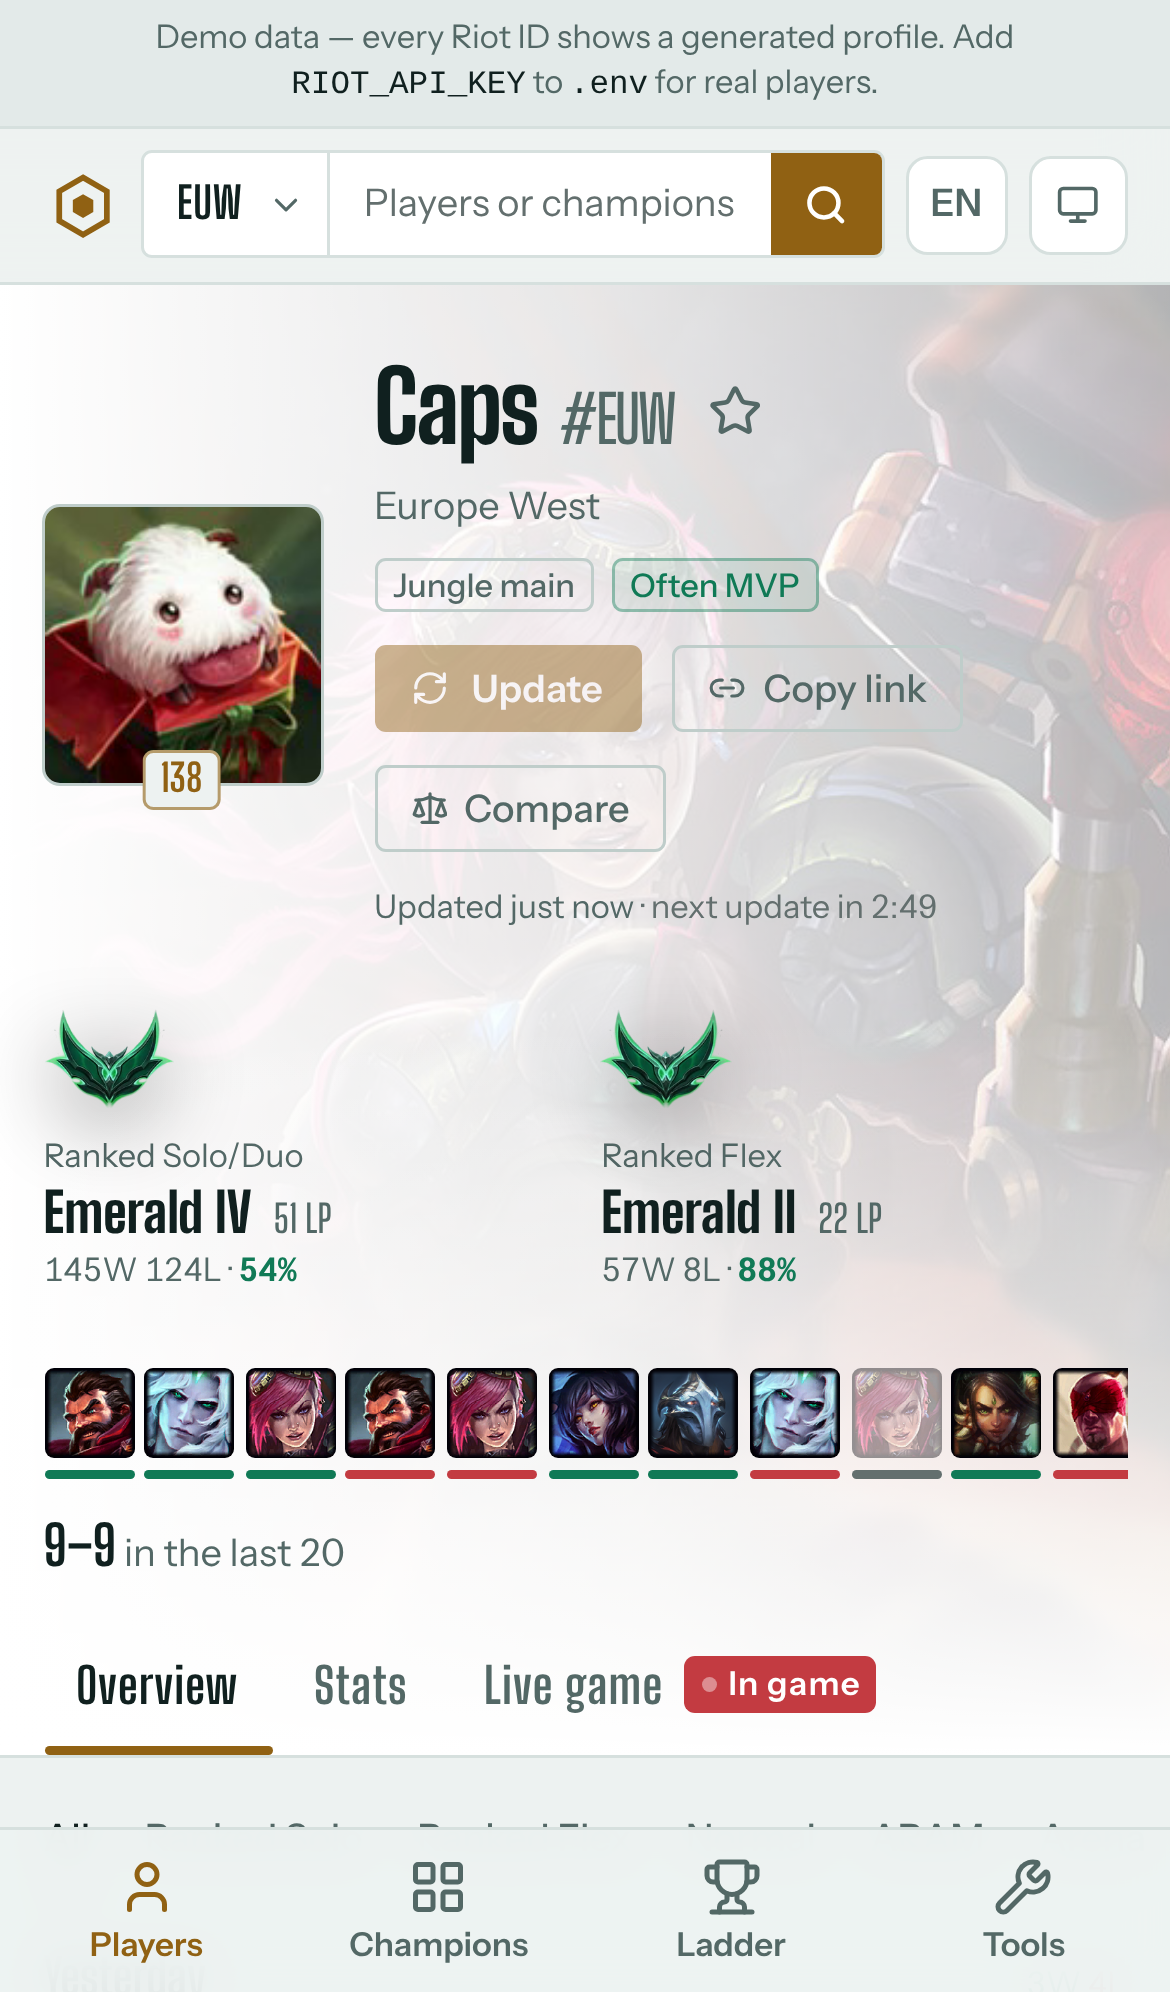 Demo data — every Riot ID shows a generated profile. Add
RIOT_API_KEY to .env for real players.
EUW
Players or champions
EN
Caps #EUW
Europe West
Jungle main
Often MVP
Update
Copy link
138
Compare
Updated just now · next update in 2:49
Ranked Solo/Duo
Emerald IV 51 LP
145W 124L · 54%
Ranked Flex
Emerald II 22 LP
57W 8L · 88%
9–9 in the last 20
Overview
Stats
Live game
In game
Players
Champions
Ladder
Tools